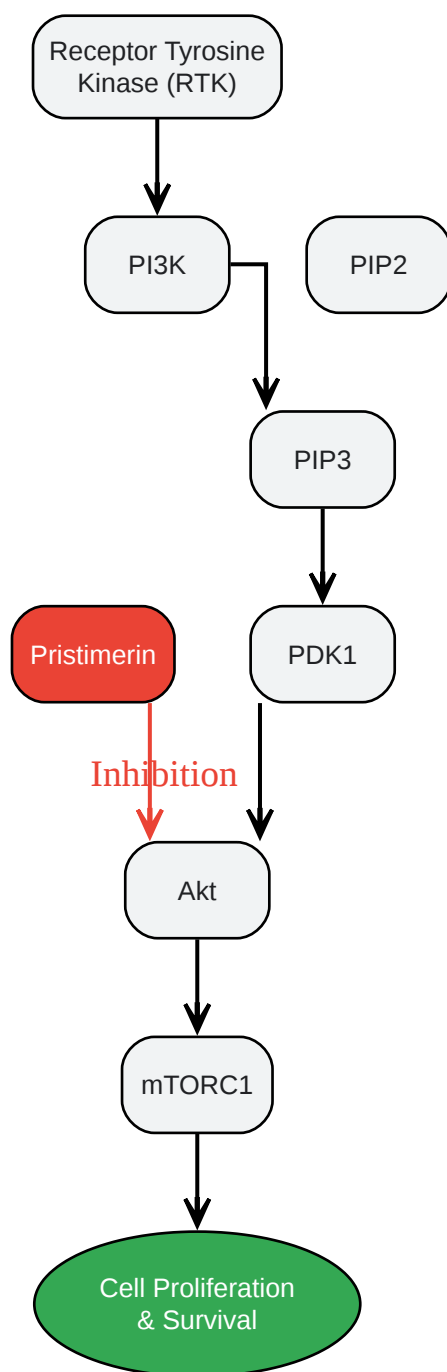 Receptor Tyrosine
Kinase (RTK)
PI3K
PIP2
PIP3
Pristimerin
PDK1
Inhibition
Akt
mTORC1
Cell Proliferation
& Survival